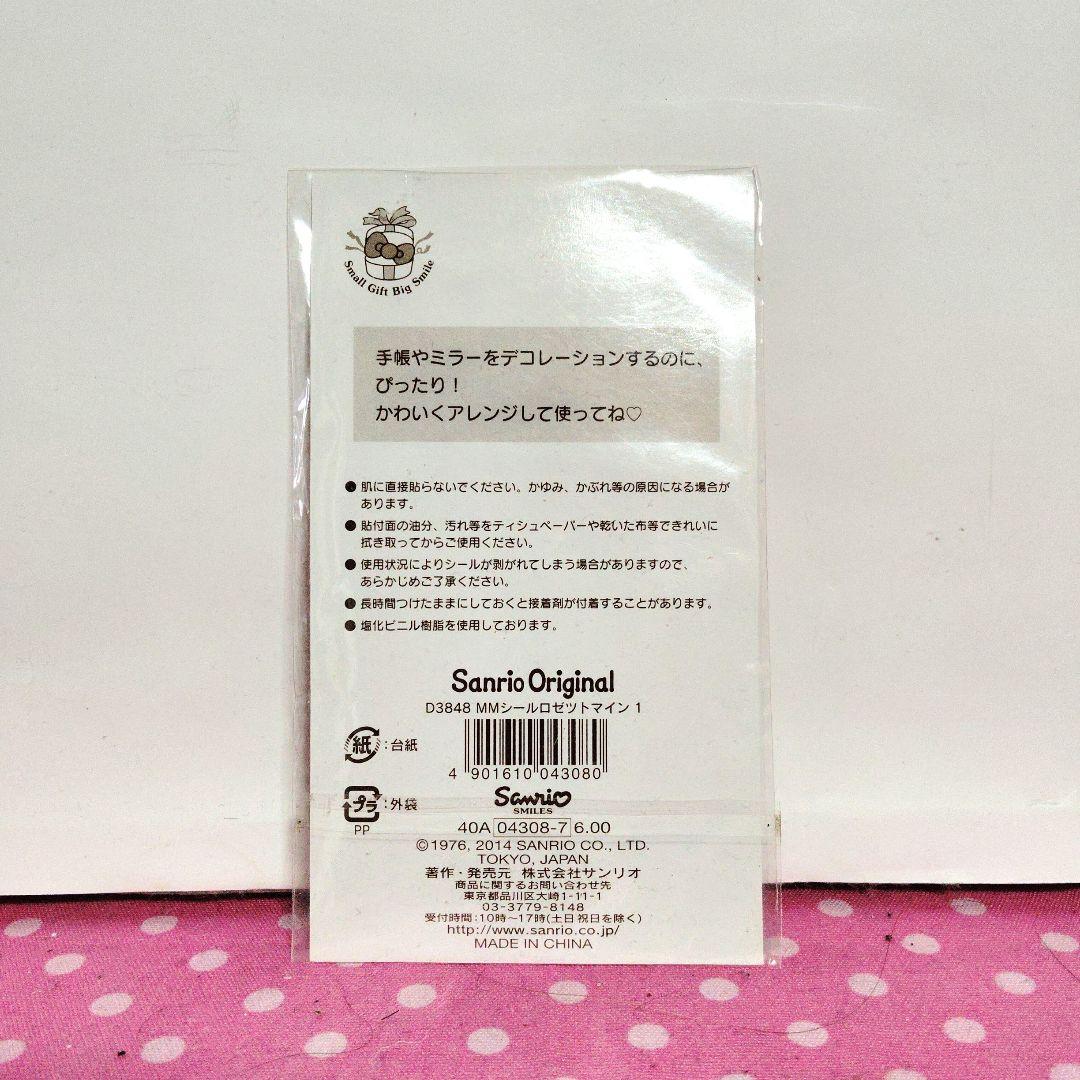 Small Gift Big Smile
手帳やミラーをデコレーションするのに、
ぴったり！
かわいくアレンジして使ってね♡
● 肌に直接貼らないでください。かゆみ、かぶれ等の原因になる場合が
あります。
● 貼付面の油分、汚れ等をティシュペーパーや乾いた布等できれいに
拭き取ってからご使用ください。
● 使用状況によりシールが剥がれてしまう場合がありますので、
あらかじめご了承ください。
● 長時間つけたままにしておくと接着剤が付着することがあります。
● 塩化ビニル樹脂を使用しております。
Sanrio Original
D3848 MMシールロゼツトマイン 1
紙:台紙
4 901610 043080
プラ:外袋
PP
Sanrio
SMILES
40A 04308-7 6.00
©1976, 2014 SANRIO CO., LTD.
TOKYO, JAPAN
著作・発売元 株式会社サンリオ
商品に関するお問い合わせ先
東京都品川区大崎1-11-1
03-3779-8148
受付時間:10時〜17時(土日祝日を除く)
http://www.sanrio.co.jp/
MADE IN CHINA